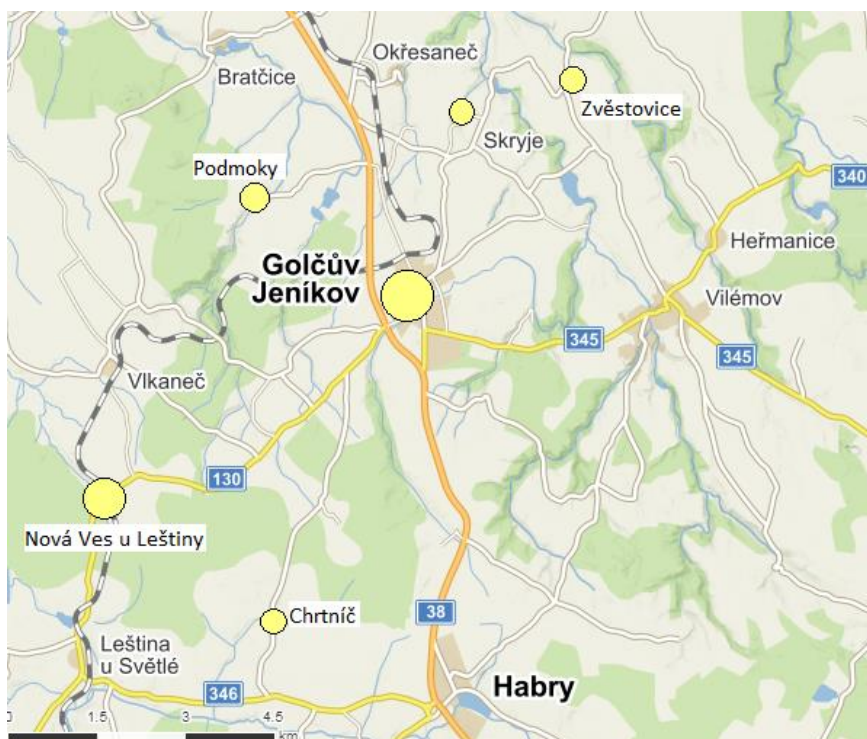 Okřesaneč
Bratčice
Zvěstovice
Skryje
Podmoky
340
Heřmanice
Golčův
Jeníkov
Vilémov
345
345
Vlkaneč
130
Nová Ves u Leštiny
38
Chrtníč
Leština
u Světlé
346
Habry
0 1.5 3 4.5
km